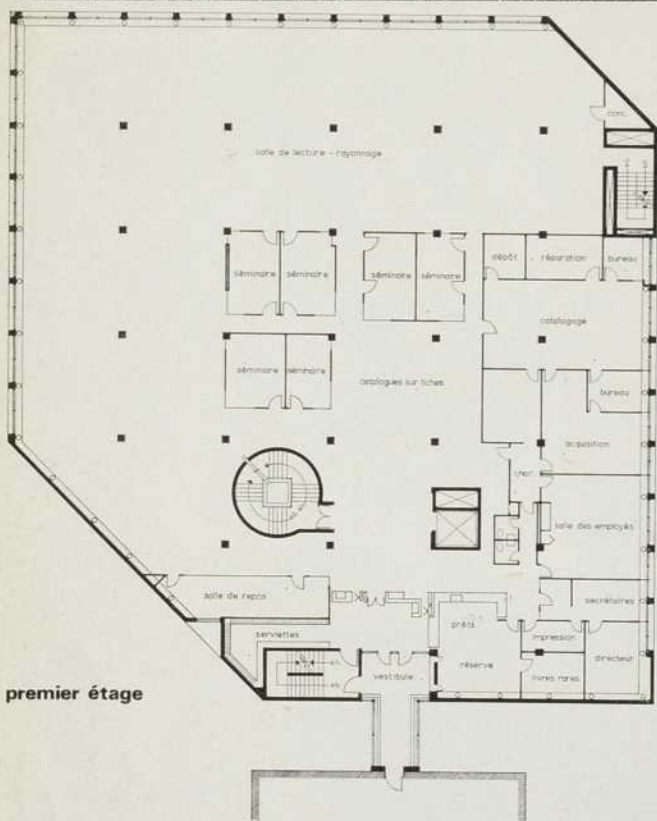 conc.
salle de lecture - rayonnage
dépôt
réparation
bureau
séminaire
séminaire
séminaire
séminaire
catalogage
séminaire
séminaire
catalogues sur fiches
bureau
acquisition
salle des employés
salle de repos
secrétaires
prêts
serviettes
impression
réserve
directeur
vestibule
livres rares
premier étage